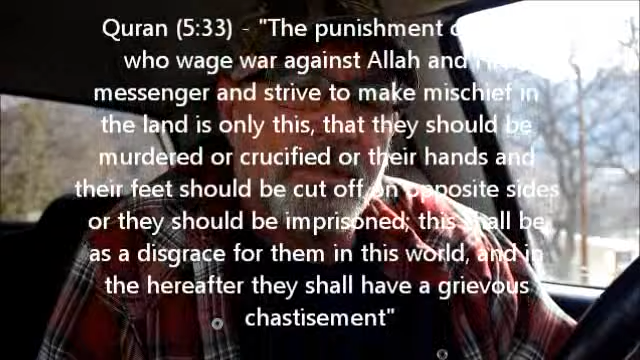 Quran (5:33) - "The punishment
who wage war against Allah and
messenger and strive to make mischief in
the land is only this, that they should be
murdered or crucified or their hands and
their feet should be cut off on opposite sides
or they should be imprisoned; this shall be
as a disgrace for them in this world, and in
the hereafter they shall have a grievous
chastisement"